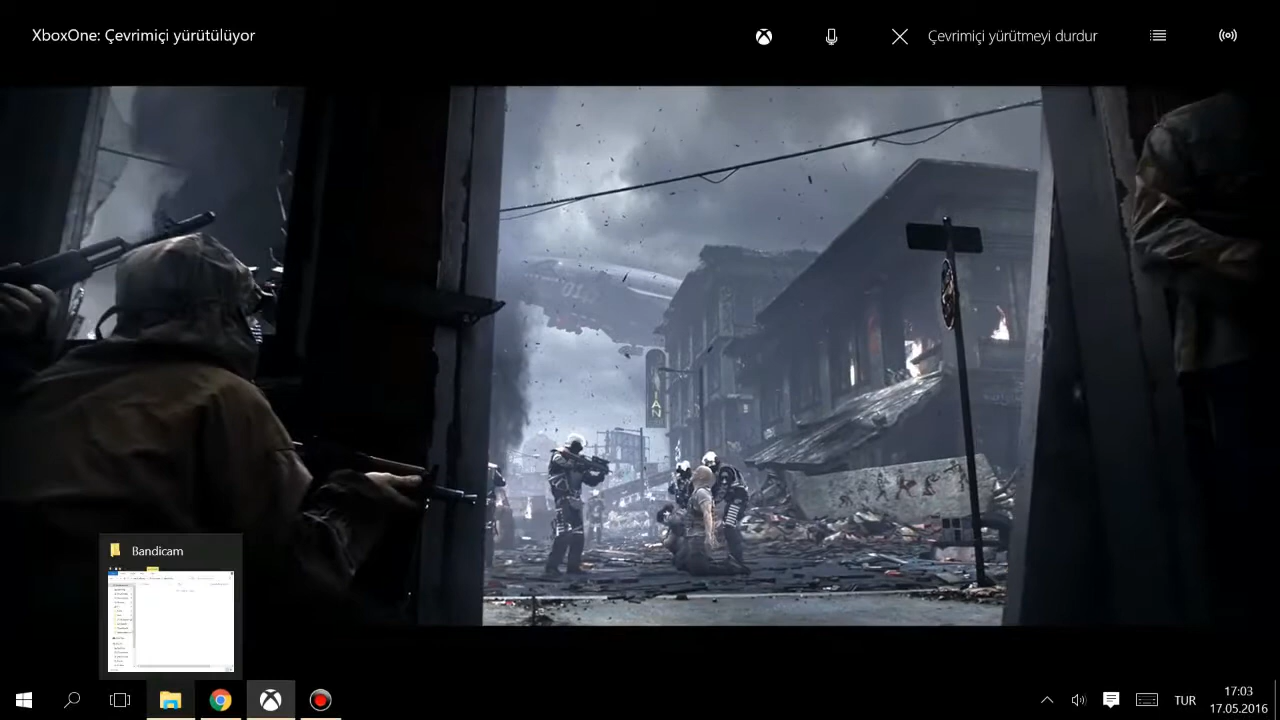 XboxOne: Çevrimiçi yürütülüyor
Çevrimiçi yürütmeyi durdur
Bandicam
TUR
17:03
17.05.2016